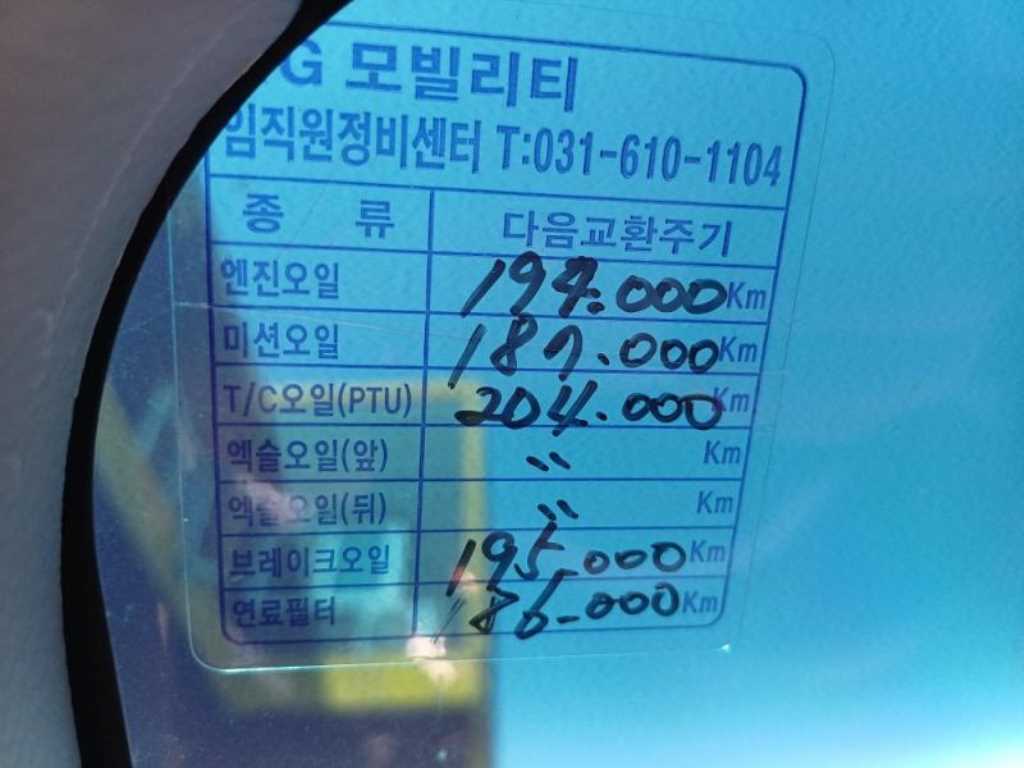 G 모빌리티
임직원정비센터 T:031-610-1104
종 류 다음교환주기
엔진오일 Km
미션오일 187.000Km
T/C오일(PTU) 204.000Km
엑슬오일(앞) " Km
엑슬오일(뒤) " Km
브레이크오일 195.000Km
연료필터 186.000Km